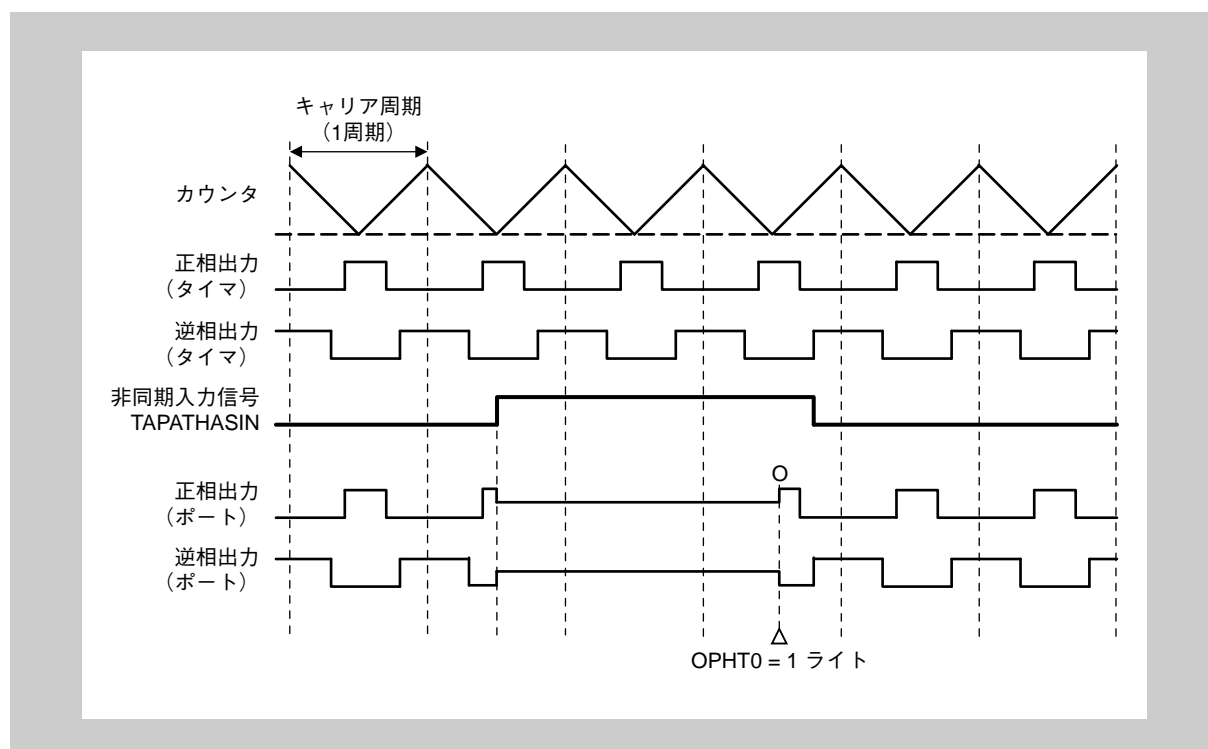 キャリア周期
（1周期）
カウンタ
正相出力
（タイマ）
逆相出力
（タイマ）
非同期入力信号
TAPATHASIN
正相出力
（ポート）
O
逆相出力
（ポート）
OPHT0 = 1 ライト